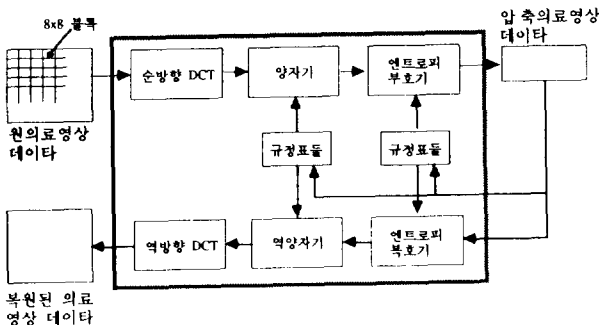 8x8 블록
압축의료영상
데이타
순방향 DCT
양자기
엔트로피
부호기
원의료영상
데이타
규정표들
규정표들
역방향 DCT
역양자기
엔트로피
복호기
복원된 의료
영상 데이타